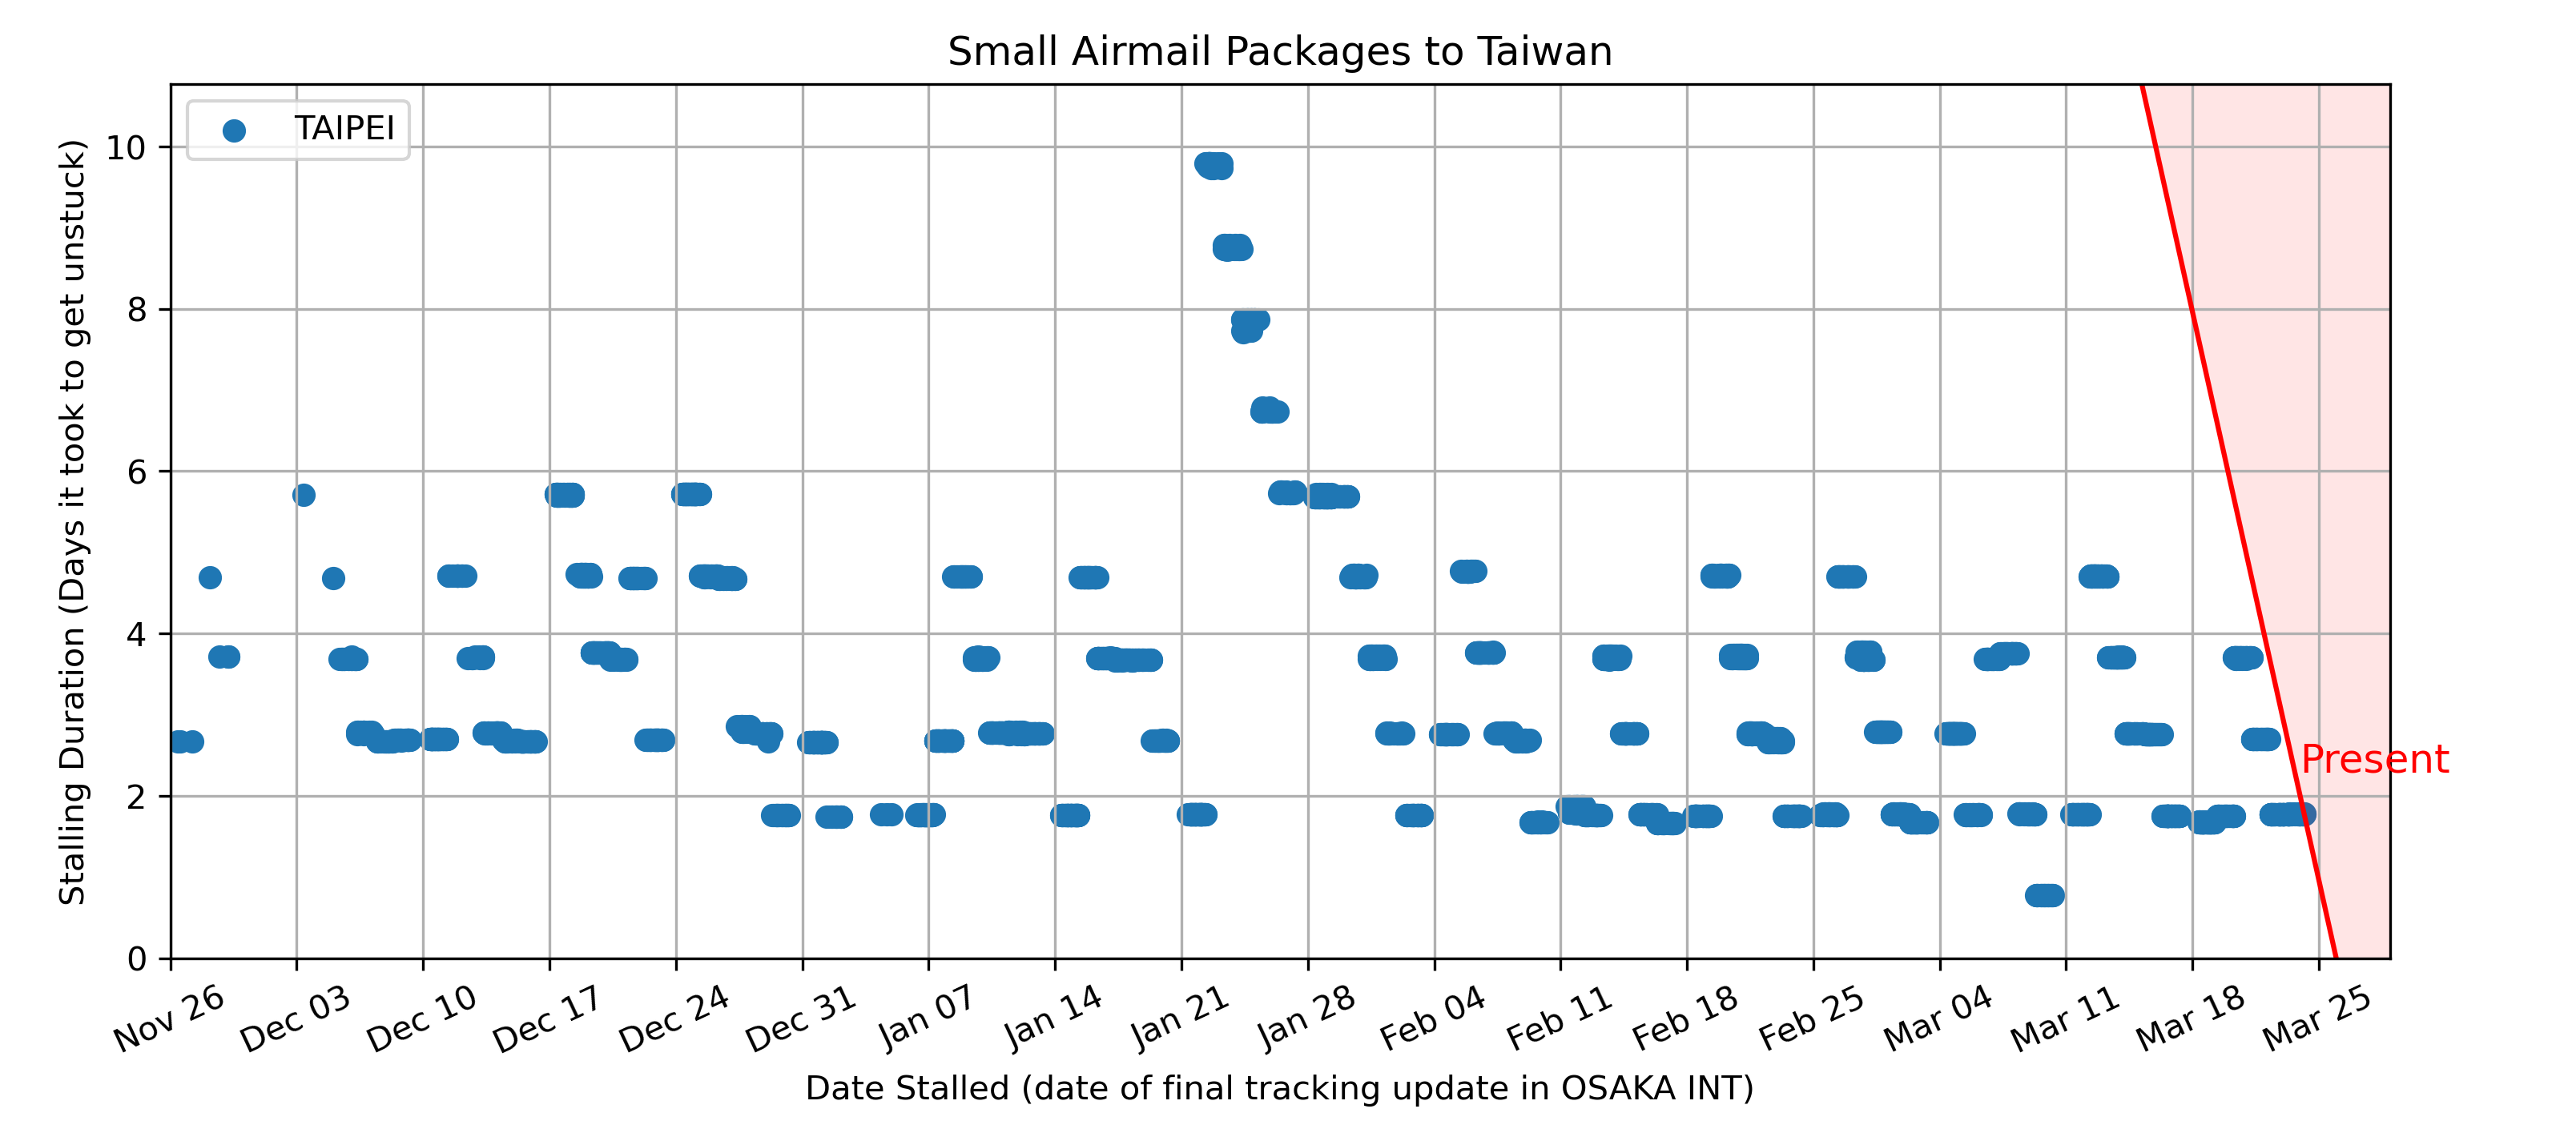 Small Airmail Packages to Taiwan
TAIPEI
Stalling Duration (Days it took to get unstuck)
10
8
6
4
2
0
Present
Nov 26
Dec 03
Dec 10
Dec 17
Dec 24
Dec 31
Jan 07
Jan 14
Jan 21
Jan 28
Feb 04
Feb 11
Feb 18
Feb 25
Mar 04
Mar 11
Mar 18
Mar 25
Date Stalled (date of final tracking update in OSAKA INT)